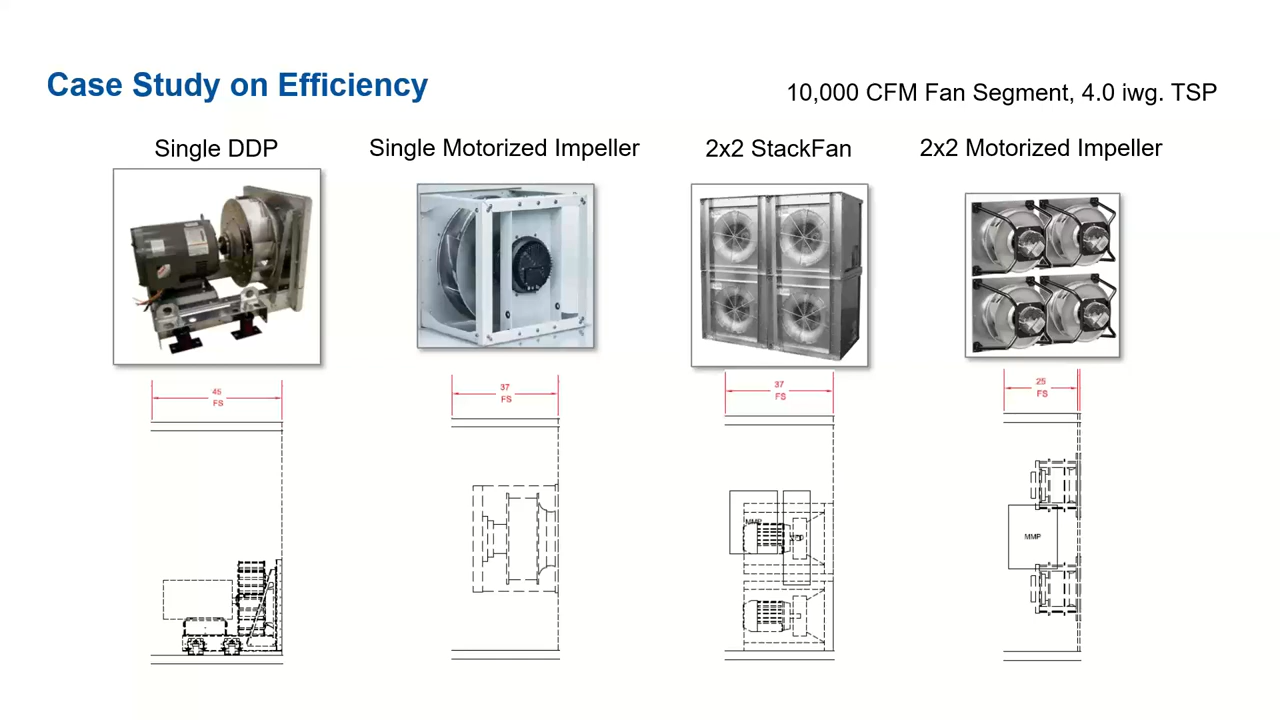 Case Study on Efficiency
10,000 CFM Fan Segment, 4.0 iwg. TSP
Single DDP
Single Motorized Impeller
2x2 StackFan
2x2 Motorized Impeller
45
FS
37
FS
37
FS
25
FS
MMP
MMP